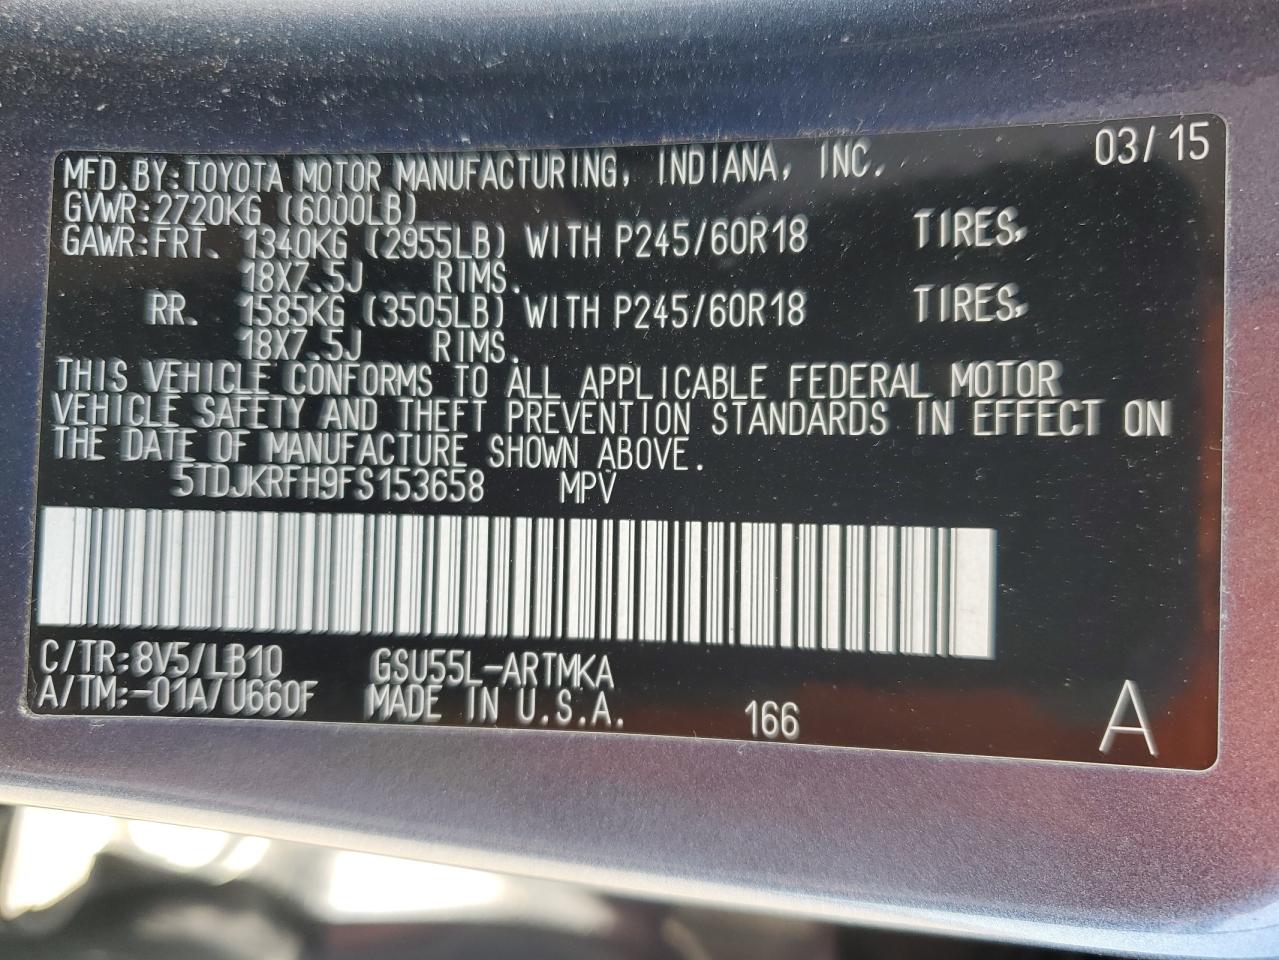 03/15
MFD.BY:TOYOTA MOTOR MANUFACTURING, INDIANA, INC.
GVWR:2720KG (6000LB)
GAWR:FRT. 1340KG (2955LB) WITH P245/60R18 TIRES,
18X7.5J RIMS.
RR. 1585KG (3505LB) WITH P245/60R18 TIRES,
18X7.5J RIMS.
THIS VEHICLE CONFORMS TO ALL APPLICABLE FEDERAL MOTOR
VEHICLE SAFETY AND THEFT PREVENTION STANDARDS IN EFFECT ON
THE DATE OF MANUFACTURE SHOWN ABOVE.
5TDJKRFH9FS153658 MPV
C/TR:8V5/LB10 GSU55L-ARTMKA
A/TM:-01A/U660F MADE IN U.S.A. 166 A